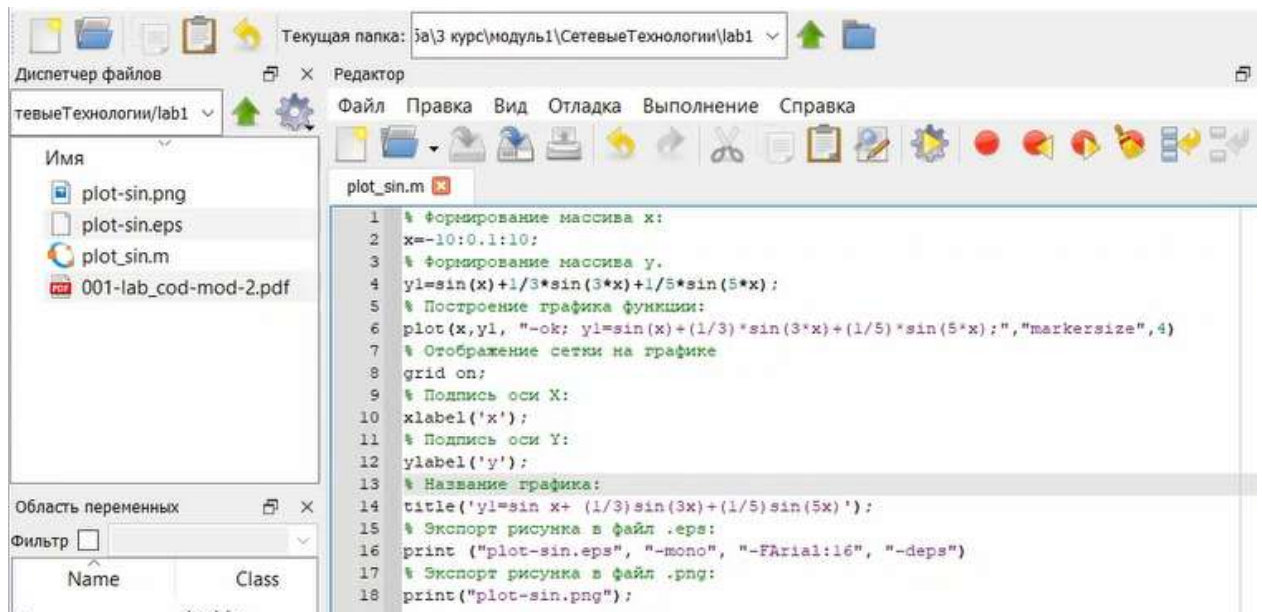 Текущая папка: ба\3 курс\модуль1\СетевыеТехнологии\lab1
Диспетчер файлов
тевыеТехнологии/lab1
Имя
plot-sin.png
plot-sin.eps
plot_sin.m
001-lab_cod-mod-2.pdf
Область переменных
Фильтр
Name Class
Редактор
Файл Правка Вид Отладка Выполнение Справка
plot_sin.m
1 % Формирование массива x:
2 x=-10:0.1:10;
3 % Формирование массива y.
4 y1=sin(x)+1/3*sin(3*x)+1/5*sin(5*x);
5 % Построение графика функции:
6 plot(x,y1, "-ok; y1=sin(x)+(1/3)*sin(3*x)+(1/5)*sin(5*x);","markersize",4)
7 % Отображение сетки на графике
8 grid on;
9 % Подпись оси X:
10 xlabel('x');
11 % Подпись оси Y:
12 ylabel('y');
13 % Название графика:
14 title('y1=sin x+ (1/3)sin(3x)+(1/5)sin(5x)');
15 % Экспорт рисунка в файл .eps:
16 print ("plot-sin.eps", "-mono", "-FArial:16", "-deps")
17 % Экспорт рисунка в файл .png:
18 print("plot-sin.png");